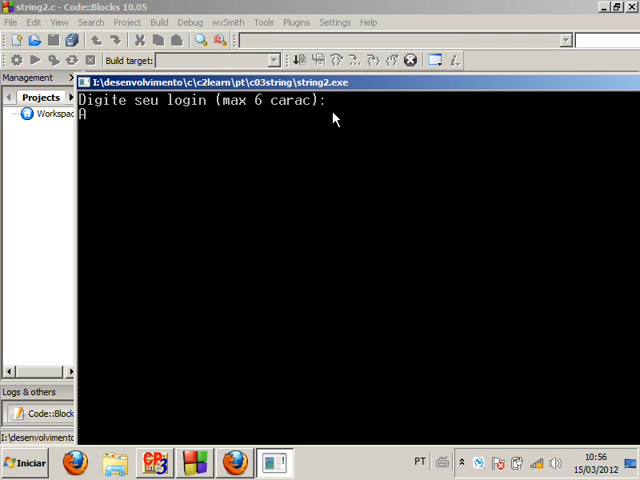 string2.c - Code::Blocks 10.05
File Edit View Search Project Build Debug wxSmith Tools Plugins Settings Help
Build target:
Management
Projects
Workspac
I:\desenvolvimento\c\c2learn\pt\c03string\string2.exe
Digite seu login (max 6 carac):
A
Logs & others
Code::Block
I:\desenvolvimento
Iniciar
PT
10:56
15/03/2012